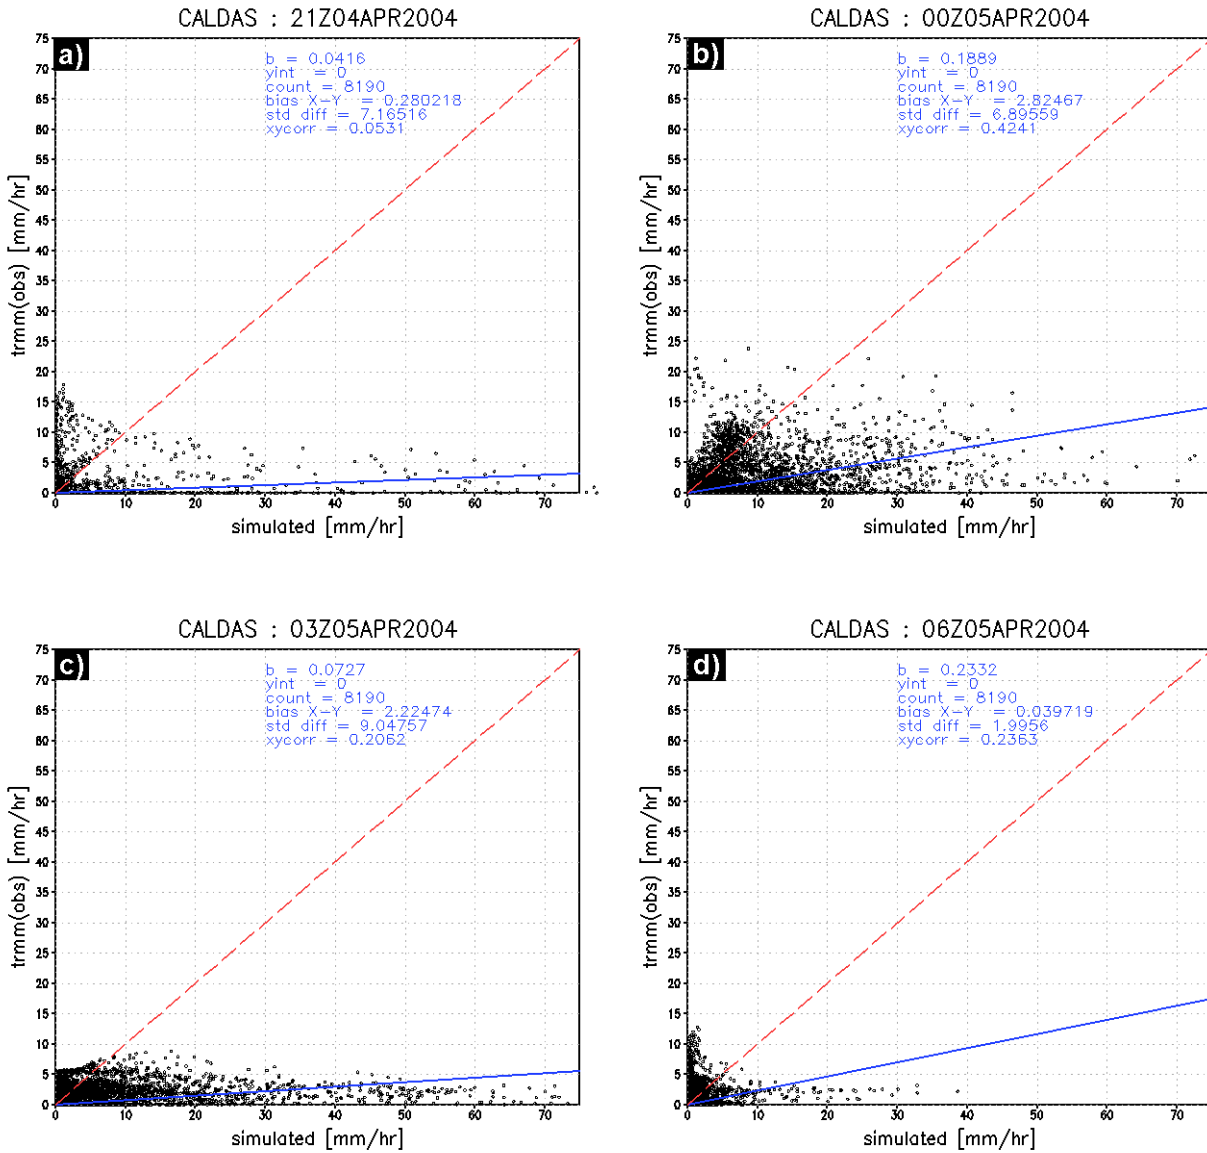 CALDAS : 21Z04APR2004
a)
b = 0.0416
yint = 0
count = 8190
bias X-Y = 0.280218
std diff = 7.16516
xycorr = 0.0531
75
70
65
60
55
50
45
40
35
30
25
20
15
10
5
0
trmm(obs) [mm/hr]
0 10 20 30 40 50 60 70
simulated [mm/hr]
CALDAS : 00Z05APR2004
b)
b = 0.1889
yint = 0
count = 8190
bias X-Y = 2.82467
std diff = 6.89559
xycorr = 0.4241
75
70
65
60
55
50
45
40
35
30
25
20
15
10
5
0
trmm(obs) [mm/hr]
0 10 20 30 40 50 60 70
simulated [mm/hr]
CALDAS : 03Z05APR2004
c)
b = 0.0727
yint = 0
count = 8190
bias X-Y = 2.22474
std diff = 9.04757
xycorr = 0.2062
75
70
65
60
55
50
45
40
35
30
25
20
15
10
5
0
trmm(obs) [mm/hr]
0 10 20 30 40 50 60 70
simulated [mm/hr]
CALDAS : 06Z05APR2004
d)
b = 0.2332
yint = 0
count = 8190
bias X-Y = 0.039719
std diff = 1.9956
xycorr = 0.2363
75
70
65
60
55
50
45
40
35
30
25
20
15
10
5
0
trmm(obs) [mm/hr]
0 10 20 30 40 50 60 70
simulated [mm/hr]